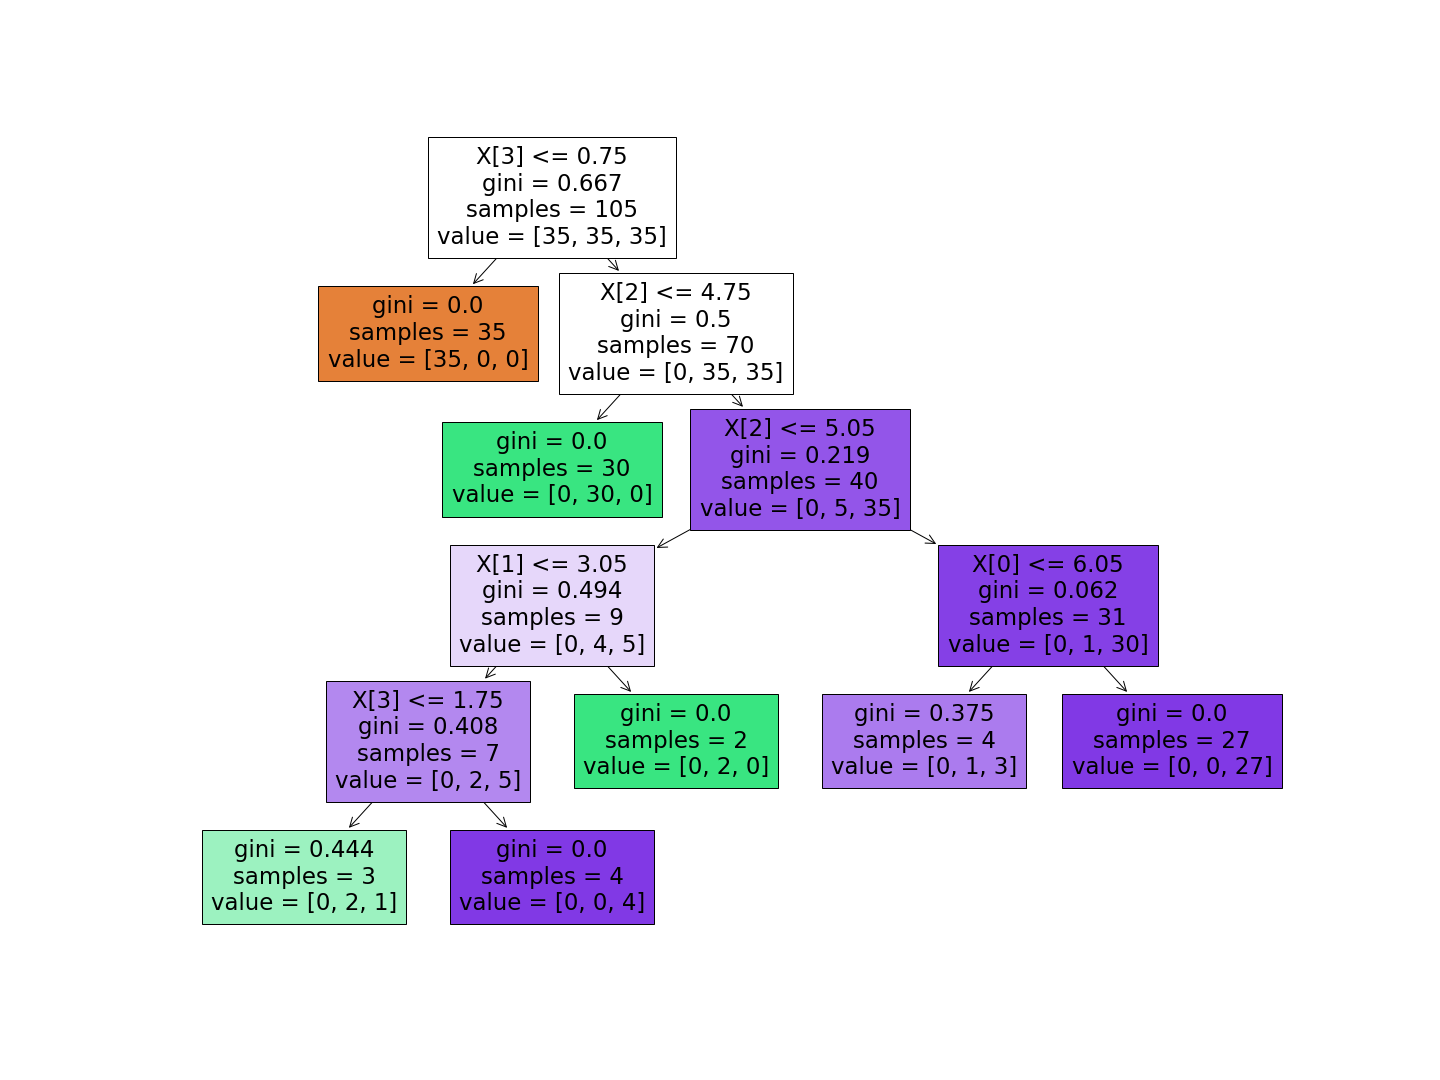 X[3] <= 0.75
gini = 0.667
samples = 105
value = [35, 35, 35]
gini = 0.0
samples = 35
value = [35, 0, 0]
X[2] <= 4.75
gini = 0.5
samples = 70
value = [0, 35, 35]
gini = 0.0
samples = 30
value = [0, 30, 0]
X[2] <= 5.05
gini = 0.219
samples = 40
value = [0, 5, 35]
X[1] <= 3.05
gini = 0.494
samples = 9
value = [0, 4, 5]
X[0] <= 6.05
gini = 0.062
samples = 31
value = [0, 1, 30]
X[3] <= 1.75
gini = 0.408
samples = 7
value = [0, 2, 5]
gini = 0.0
samples = 2
value = [0, 2, 0]
gini = 0.375
samples = 4
value = [0, 1, 3]
gini = 0.0
samples = 27
value = [0, 0, 27]
gini = 0.444
samples = 3
value = [0, 2, 1]
gini = 0.0
samples = 4
value = [0, 0, 4]